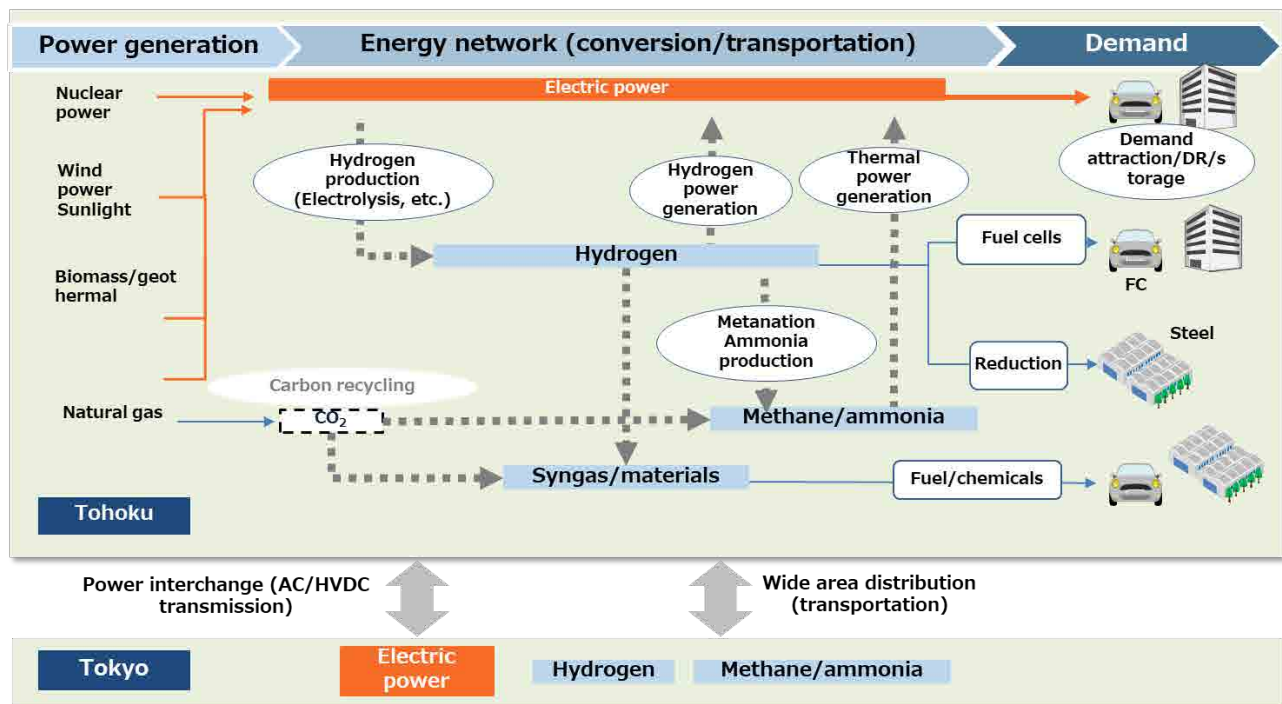 Power generation
Energy network (conversion/transportation)
Demand
Nuclear
power
Electric power
Wind
power
Sunlight
Hydrogen
production
(Electrolysis, etc.)
Hydrogen
power
generation
Thermal
power
generation
Demand
attraction/DR/s
torage
Hydrogen
Fuel cells
FC
Biomass/geot
hermal
Metanation
Ammonia
production
Reduction
Steel
Carbon recycling
Natural gas
CO2
Methane/ammonia
Syngas/materials
Fuel/chemicals
Tohoku
Power interchange (AC/HVDC
transmission)
Wide area distribution
(transportation)
Tokyo
Electric
power
Hydrogen
Methane/ammonia